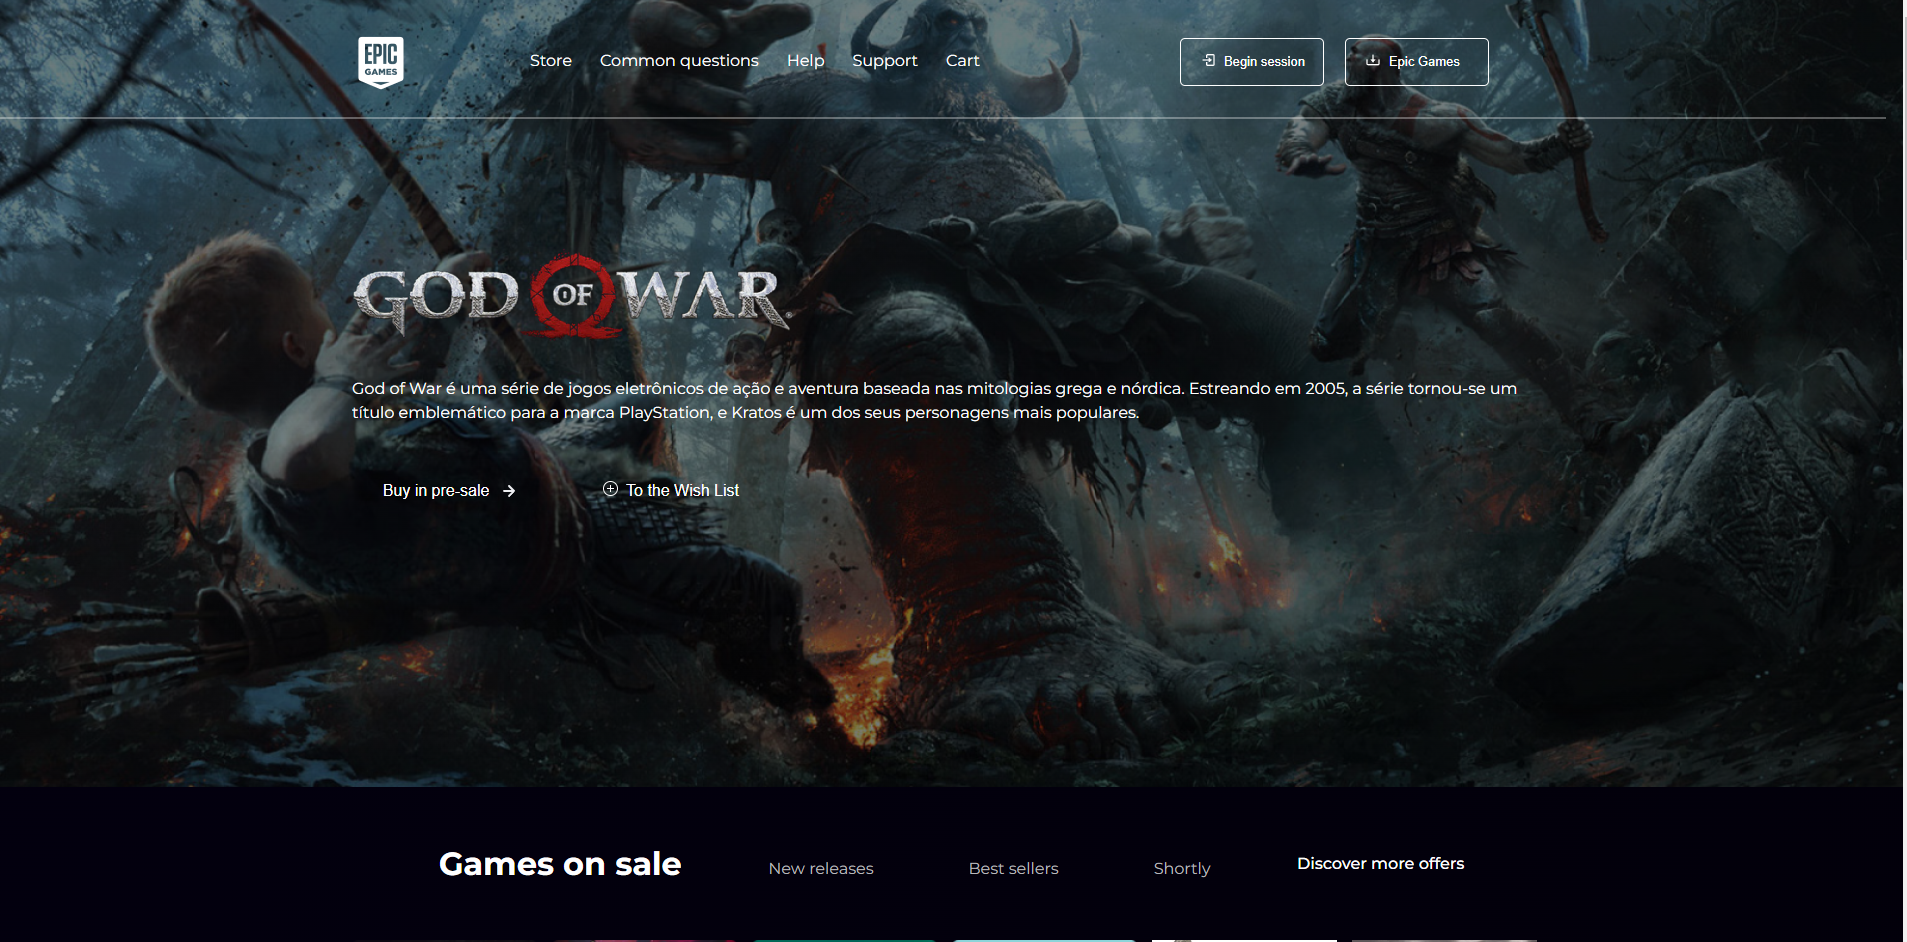 EPIC
GAMES
Store
Common questions
Help
Support
Cart
Begin session
Epic Games
GOD OF WAR
God of War é uma série de jogos eletrônicos de ação e aventura baseada nas mitologias grega e nórdica. Estreando em 2005, a série tornou-se um
título emblemático para a marca PlayStation, e Kratos é um dos seus personagens mais populares.
Buy in pre-sale
To the Wish List
Games on sale
New releases
Best sellers
Shortly
Discover more offers